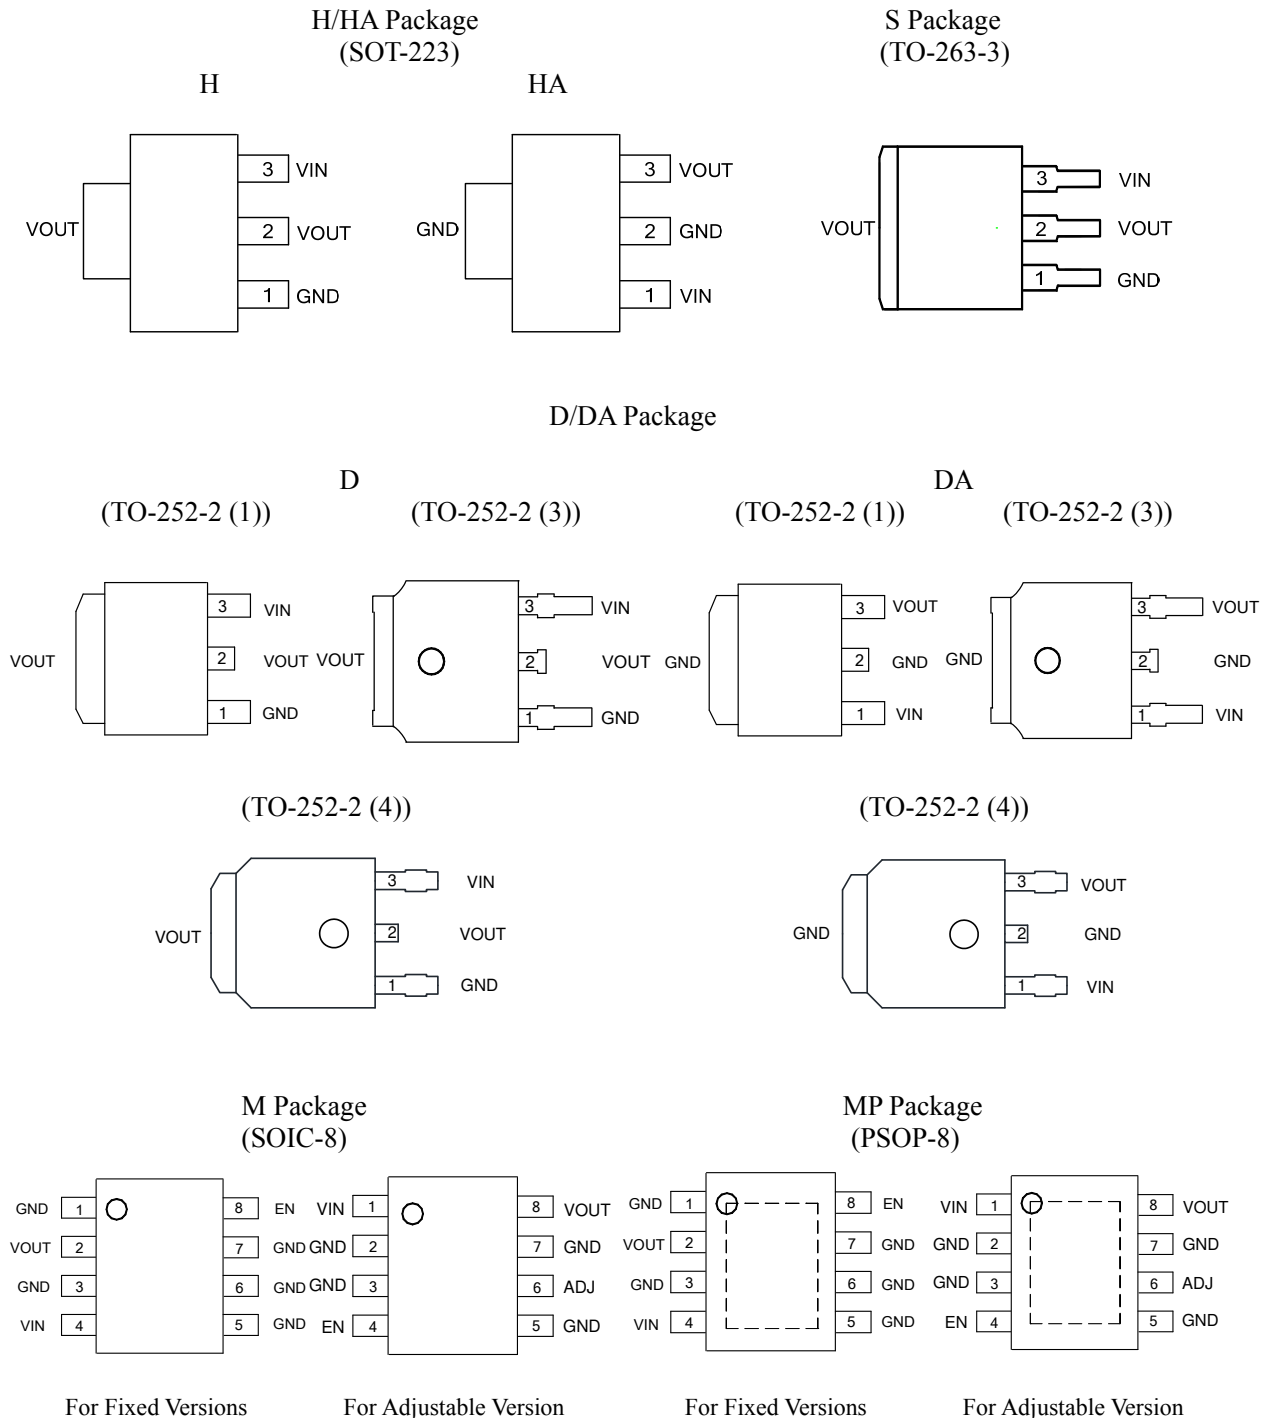 H/HA Package
(SOT-223)
S Package
(TO-263-3)
H
HA
3 VIN
VOUT
2 VOUT
1 GND
3 VOUT
GND
2 GND
1 VIN
3 VIN
VOUT
2 VOUT
1 GND
D/DA Package
D
(TO-252-2 (1))
(TO-252-2 (3))
DA
(TO-252-2 (1))
(TO-252-2 (3))
3 VIN
VOUT
2 VOUT
1 GND
3 VIN
VOUT
2 VOUT
1 GND
3 VOUT
GND
2 GND
1 VIN
3 VOUT
GND
2 GND
1 VIN
(TO-252-2 (4))
(TO-252-2 (4))
3 VIN
VOUT
2 VOUT
1 GND
3 VOUT
GND
2 GND
1 VIN
M Package
(SOIC-8)
MP Package
(PSOP-8)
GND 1 8 EN
VOUT 2 7 GND
GND 3 6 GND
VIN 4 5 GND
VIN 1 8 VOUT
GND 2 7 GND
GND 3 6 ADJ
EN 4 5 GND
GND 1 8 EN
VOUT 2 7 GND
GND 3 6 GND
VIN 4 5 GND
VIN 1 8 VOUT
GND 2 7 GND
GND 3 6 ADJ
EN 4 5 GND
For Fixed Versions
For Adjustable Version
For Fixed Versions
For Adjustable Version